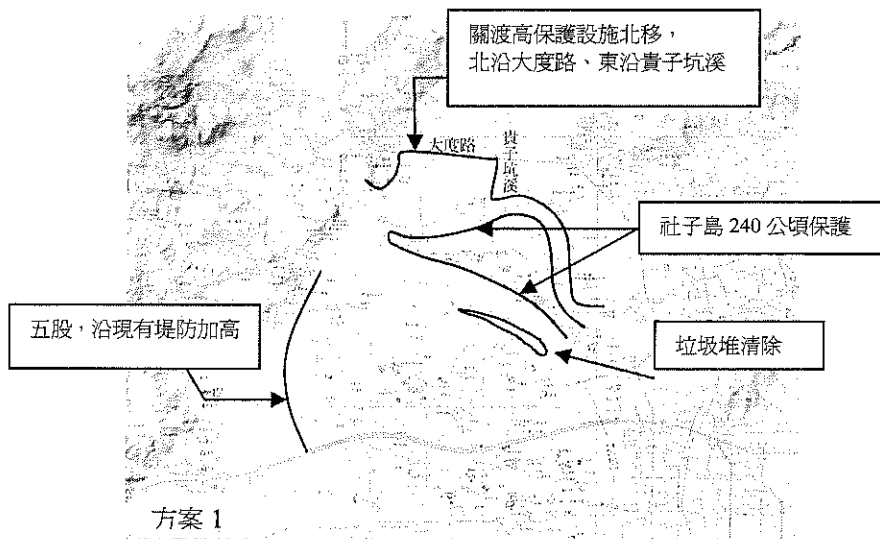 關渡高保護設施北移，
北沿大度路、東沿貴子坑溪
大度路
貴子坑溪
社子島 240 公頃保護
五股，沿現有堤防加高
垃圾堆清除
方案 1